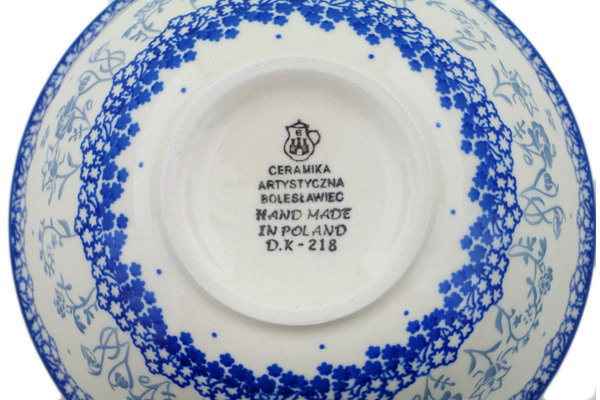 B
CERAMIKA
ARTYSTYCZNA
BOLESŁAWIEC
HAND MADE
IN POLAND
D.K-218